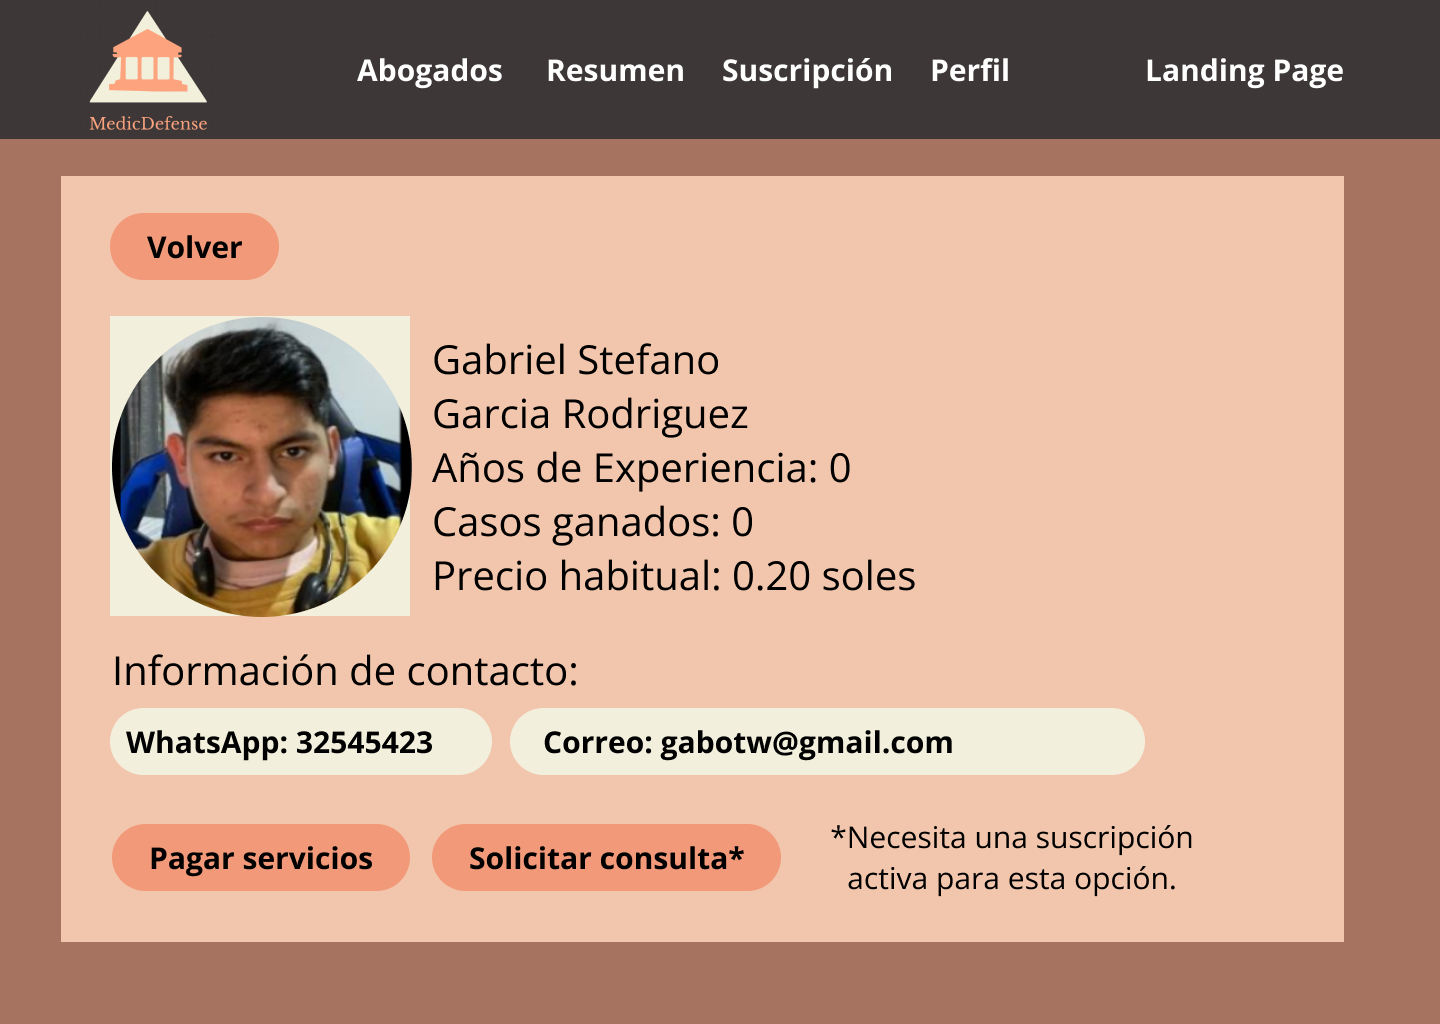 MedicDefense
Abogados
Resumen
Suscripción
Perfil
Landing Page
Volver
Gabriel Stefano
Garcia Rodriguez
Años de Experiencia: 0
Casos ganados: 0
Precio habitual: 0.20 soles
Información de contacto:
WhatsApp: 32545423
Correo: gabotw@gmail.com
Pagar servicios
Solicitar consulta*
*Necesita una suscripción
activa para esta opción.